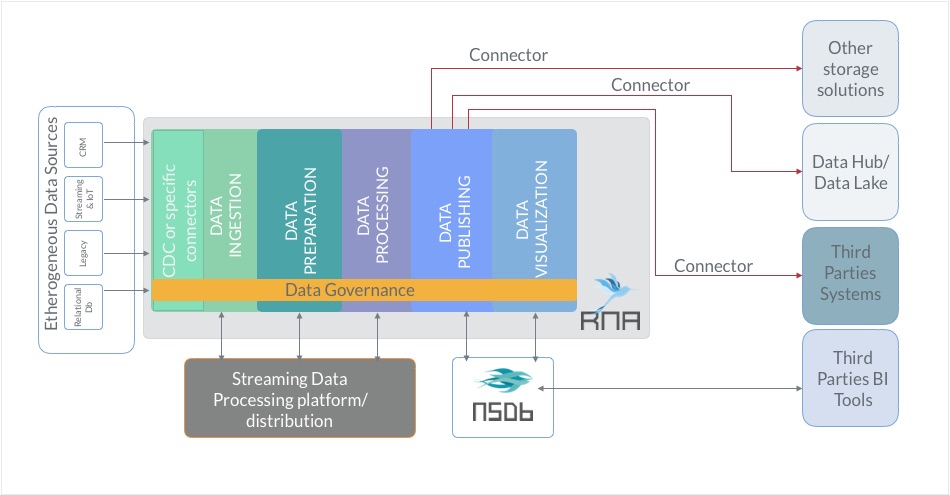 Etherogeneous Data Sources
CRM
Streaming
& IoT
Legacy
Relational
Db
CDC or specific
connectors
DATA
INGESTION
DATA
PREPARATION
DATA
PROCESSING
DATA
PUBLISHING
DATA
VISUALIZATION
Data Governance
RNA
Streaming Data
Processing platform/
distribution
NSDb
Connector
Connector
Connector
Other
storage
solutions
Data Hub/
Data Lake
Third
Parties
Systems
Third
Parties BI
Tools